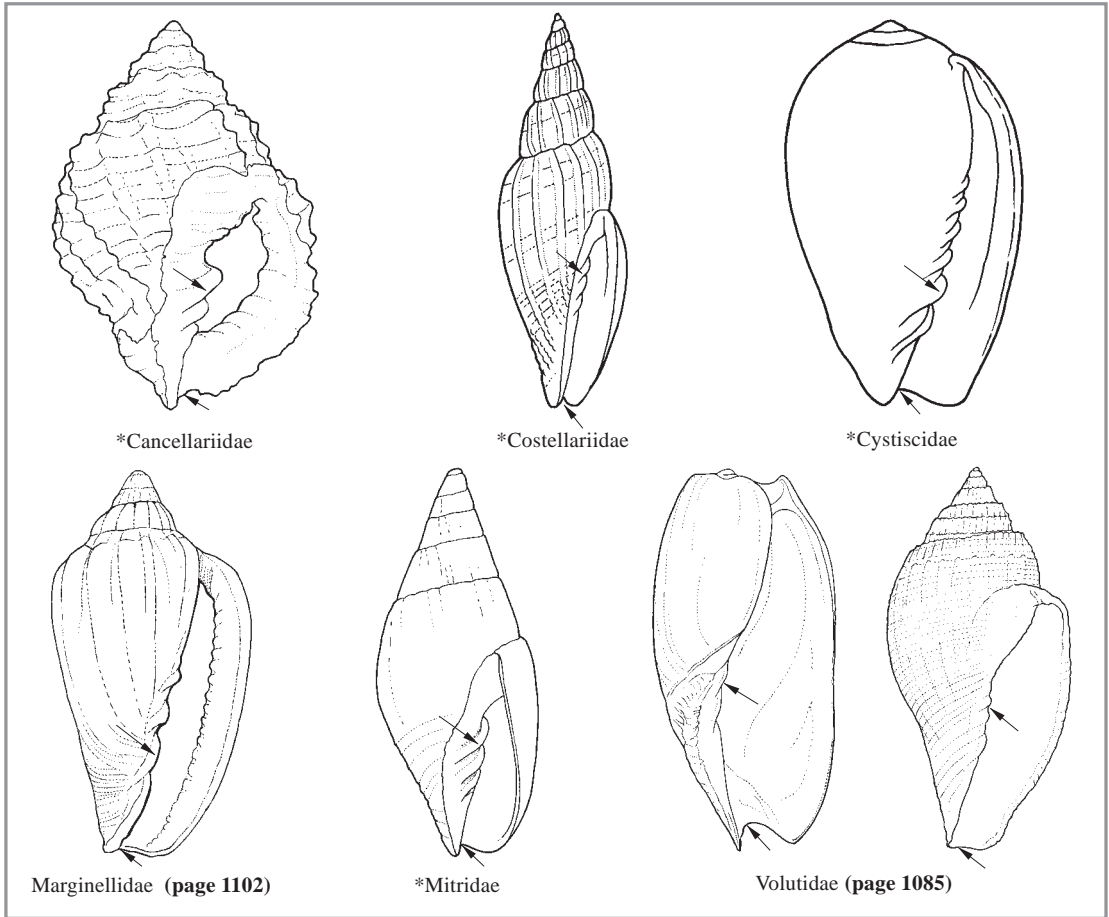 *Cancellariidae
*Costellariidae
*Cystiscidae
Marginellidae (page 1102)
*Mitridae
Volutidae (page 1085)